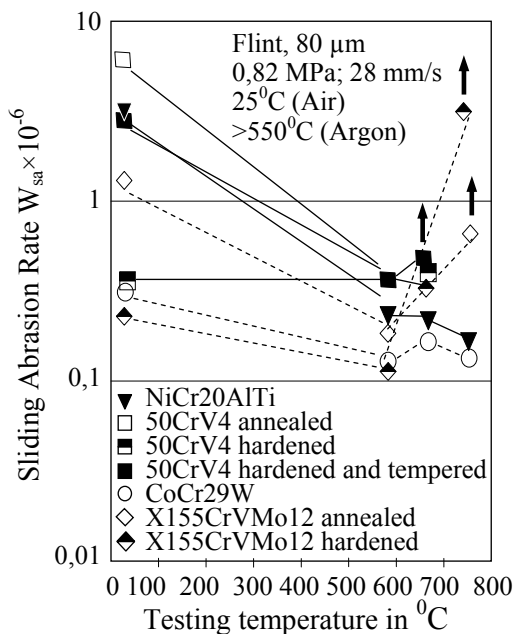 10
Flint, 80 µm
0,82 MPa; 28 mm/s
25⁰C (Air)
>550⁰C (Argon)
1
0,1
0,01
Sliding Abrasion Rate Wsa×10⁻⁶
NiCr20AlTi
50CrV4 annealed
50CrV4 hardened
50CrV4 hardened and tempered
CoCr29W
X155CrVMo12 annealed
X155CrVMo12 hardened
0 100 200 300 400 500 600 700 800
Testing temperature in ⁰C